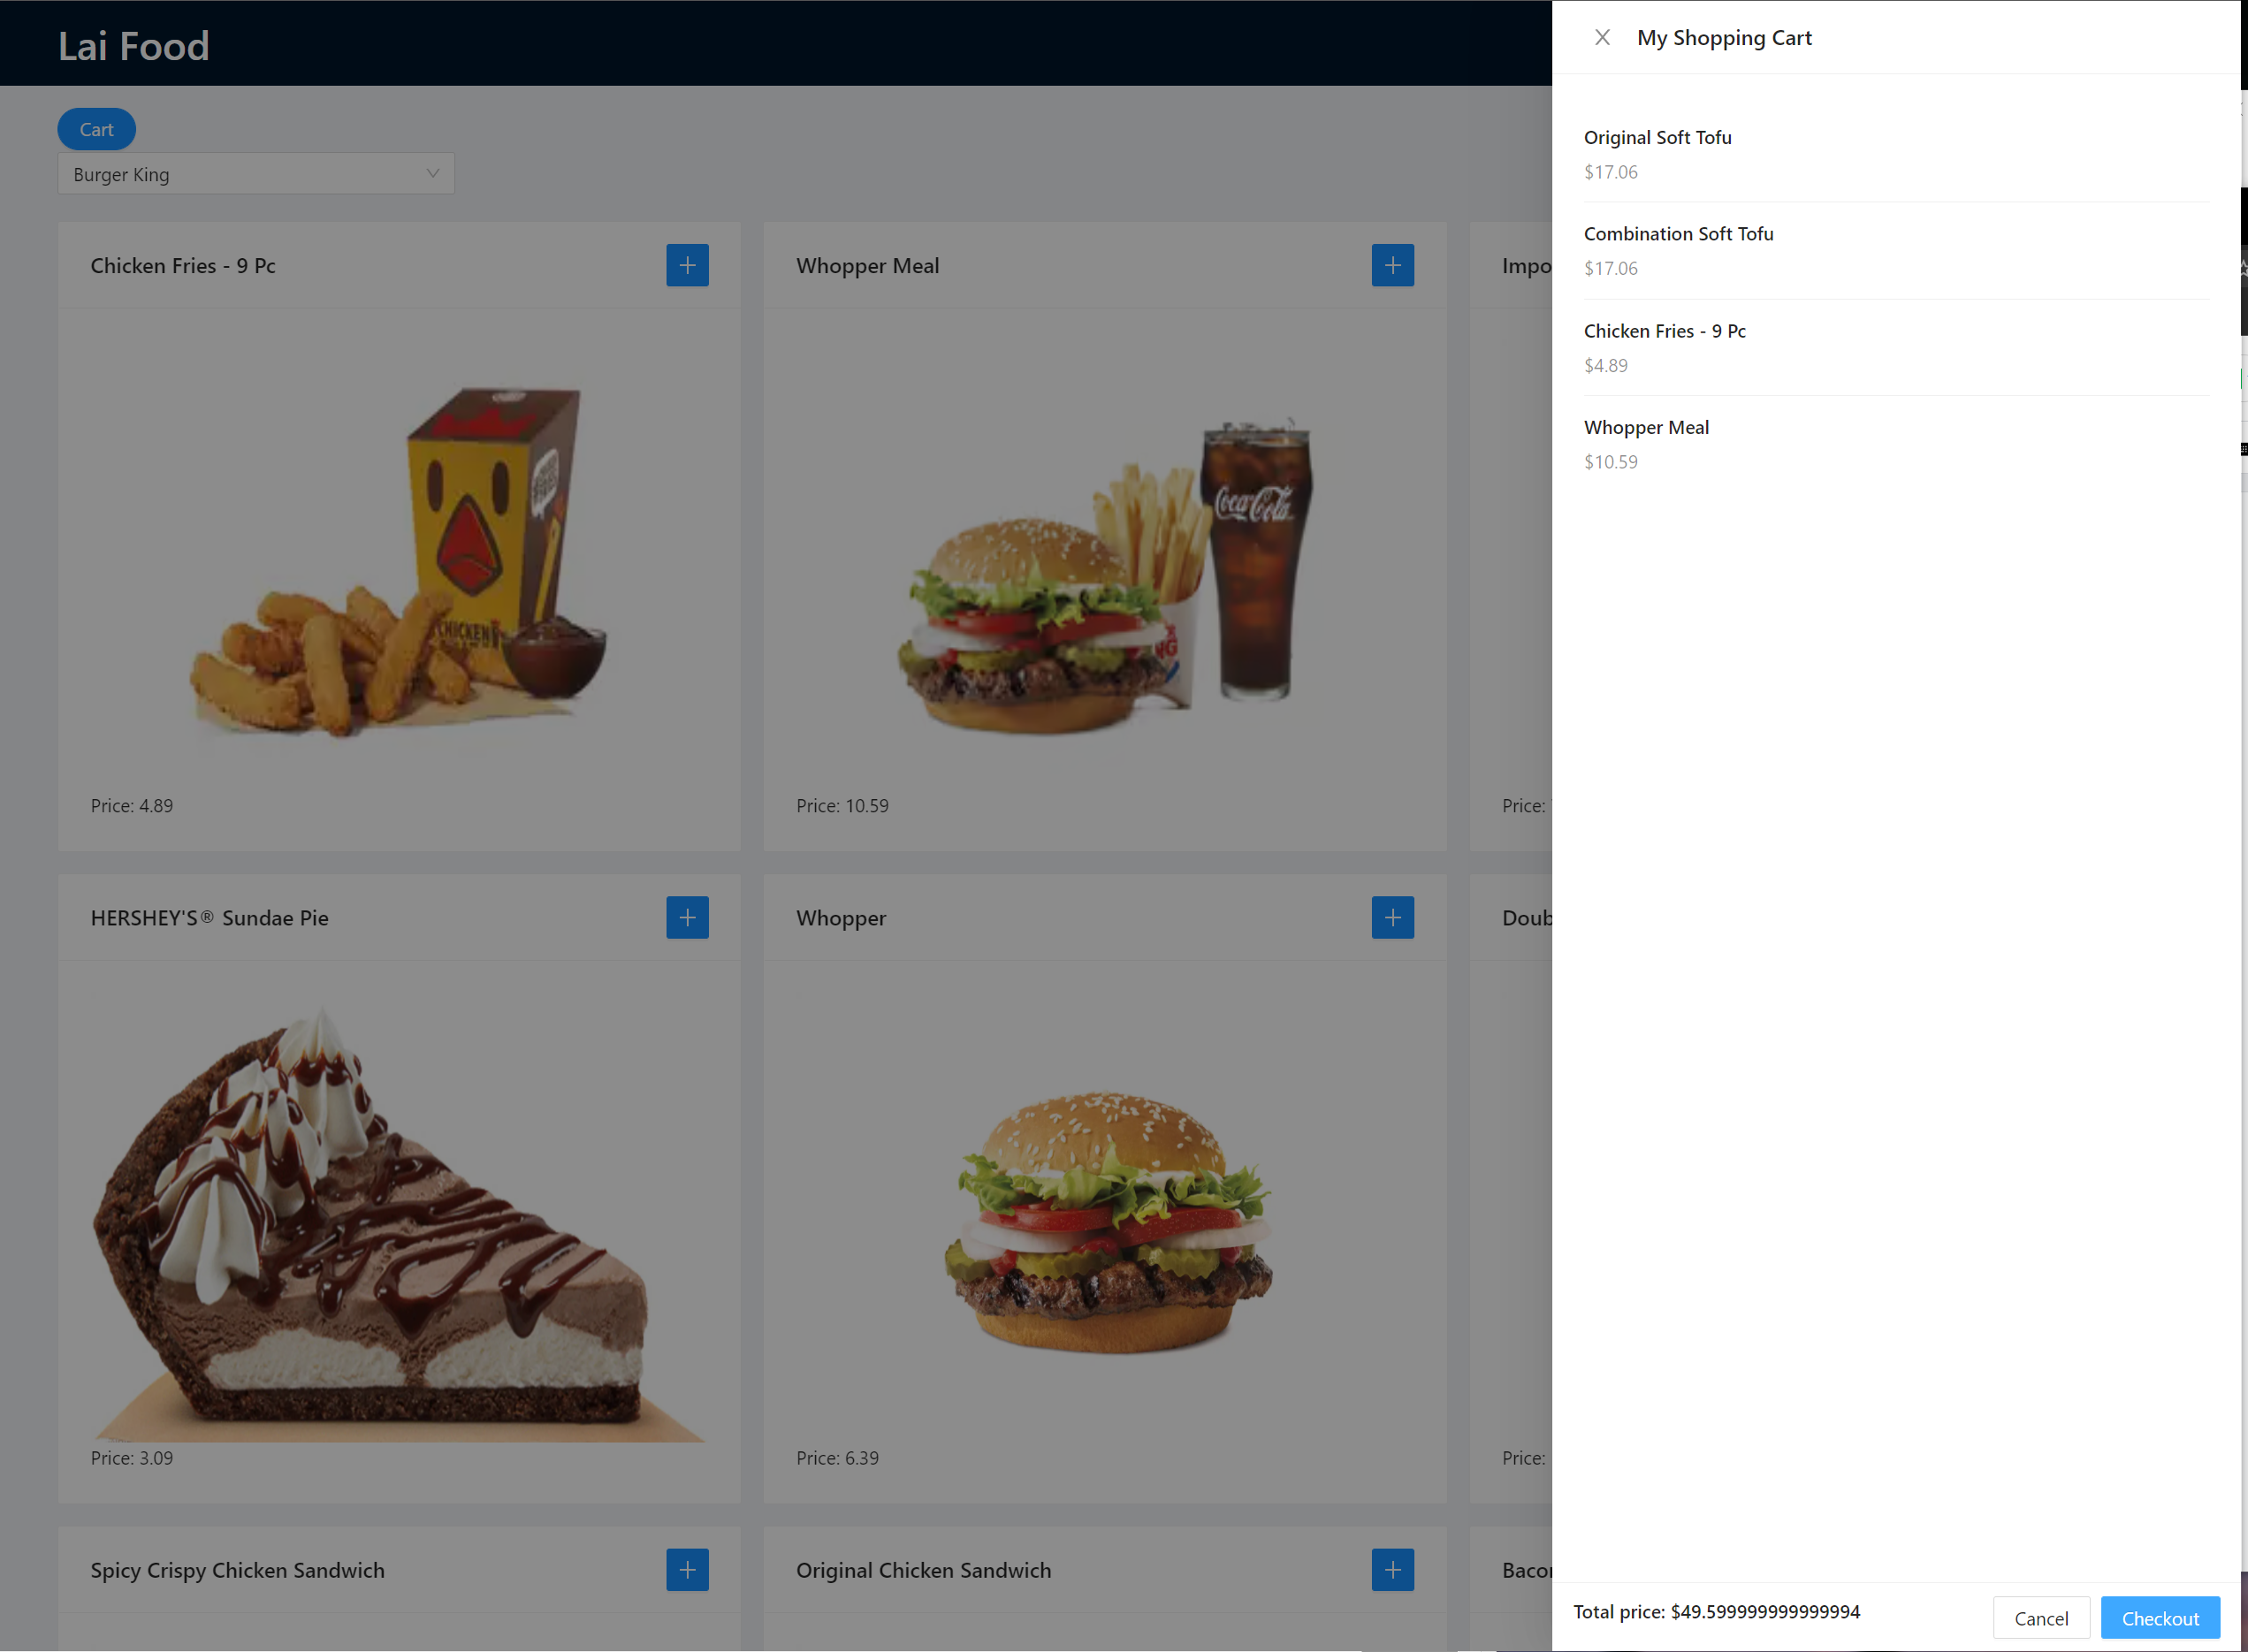 Lai Food
Cart
Burger King
Chicken Fries - 9 Pc
Whopper Meal
Impo
CHICKEN
Coca-Cola
Price: 4.89
Price: 10.59
Price:
HERSHEY'S® Sundae Pie
Whopper
Doub
Price: 3.09
Price: 6.39
Price:
Spicy Crispy Chicken Sandwich
Original Chicken Sandwich
Bacon
My Shopping Cart
Original Soft Tofu
$17.06
Combination Soft Tofu
$17.06
Chicken Fries - 9 Pc
$4.89
Whopper Meal
$10.59
Total price: $49.599999999999994
Cancel
Checkout